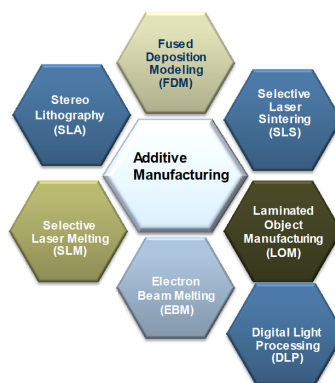 Fused
Deposition
Modeling
(FDM)
Stereo
Lithography
(SLA)
Selective
Laser
Sintering
(SLS)
Additive
Manufacturing
Selective
Laser Melting
(SLM)
Laminated
Object
Manufacturing
(LOM)
Electron
Beam Melting
(EBM)
Digital Light
Processing
(DLP)